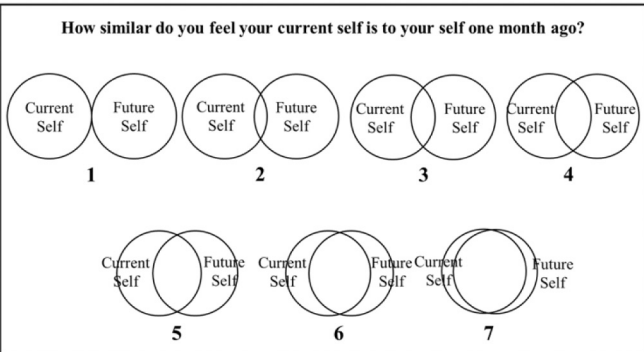 How similar do you feel your current self is to your self one month ago?
Current Self
Future Self
Current Self
Future Self
Current Self
Future Self
Current Self
Future Self
1
2
3
4
Current Self
Future Self
Current Self
Future Self
Current Self
Future Self
5
6
7